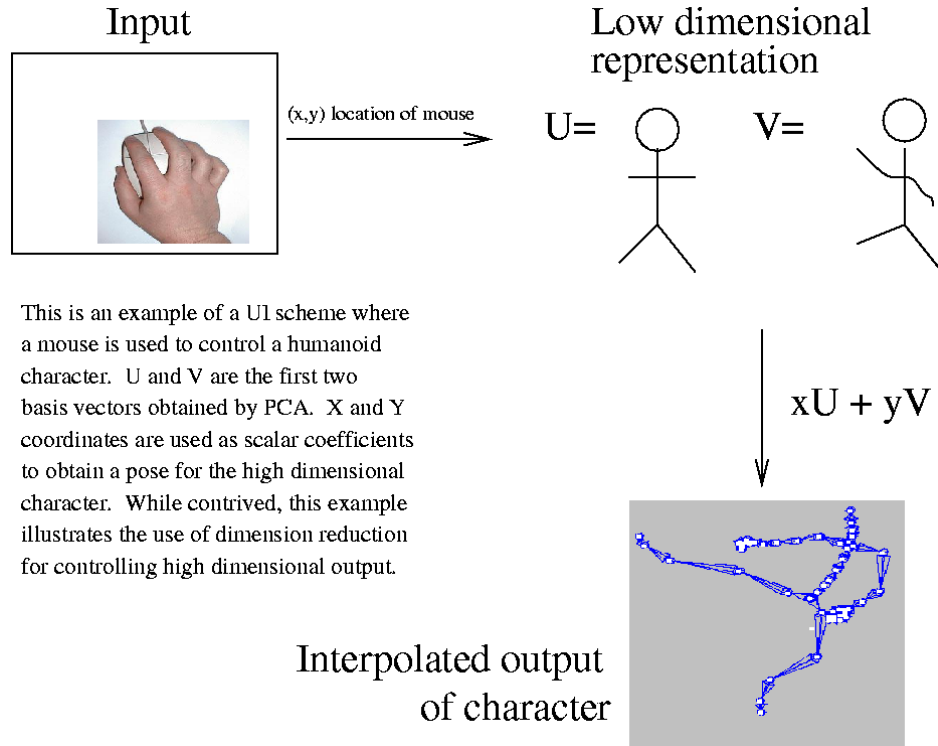 Input
Low dimensional
representation
(x,y) location of mouse
U=
V=
This is an example of a UI scheme where
a mouse is used to control a humanoid
character. U and V are the first two
basis vectors obtained by PCA. X and Y
coordinates are used as scalar coefficients
to obtain a pose for the high dimensional
character. While contrived, this example
illustrates the use of dimension reduction
for controlling high dimensional output.
xU + yV
Interpolated output
of character